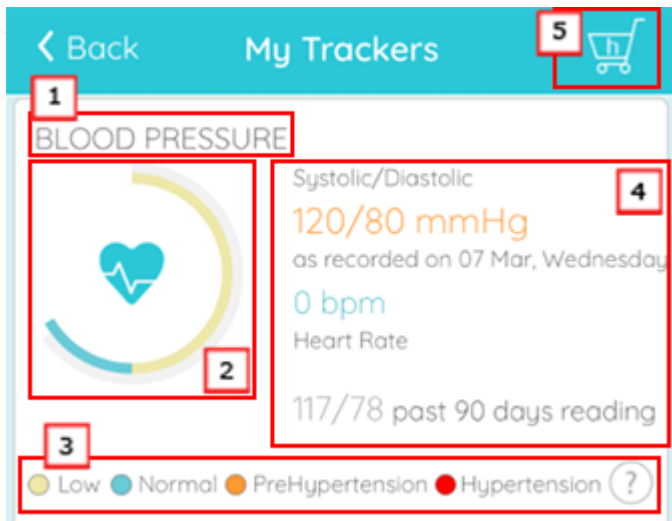 Back My Trackers 5
h
1
BLOOD PRESSURE
Systolic/Diastolic 4
120/80 mmHg
as recorded on 07 Mar, Wednesday
0 bpm
Heart Rate
2
117/78 past 90 days reading
3
Low Normal PreHypertension Hypertension ?